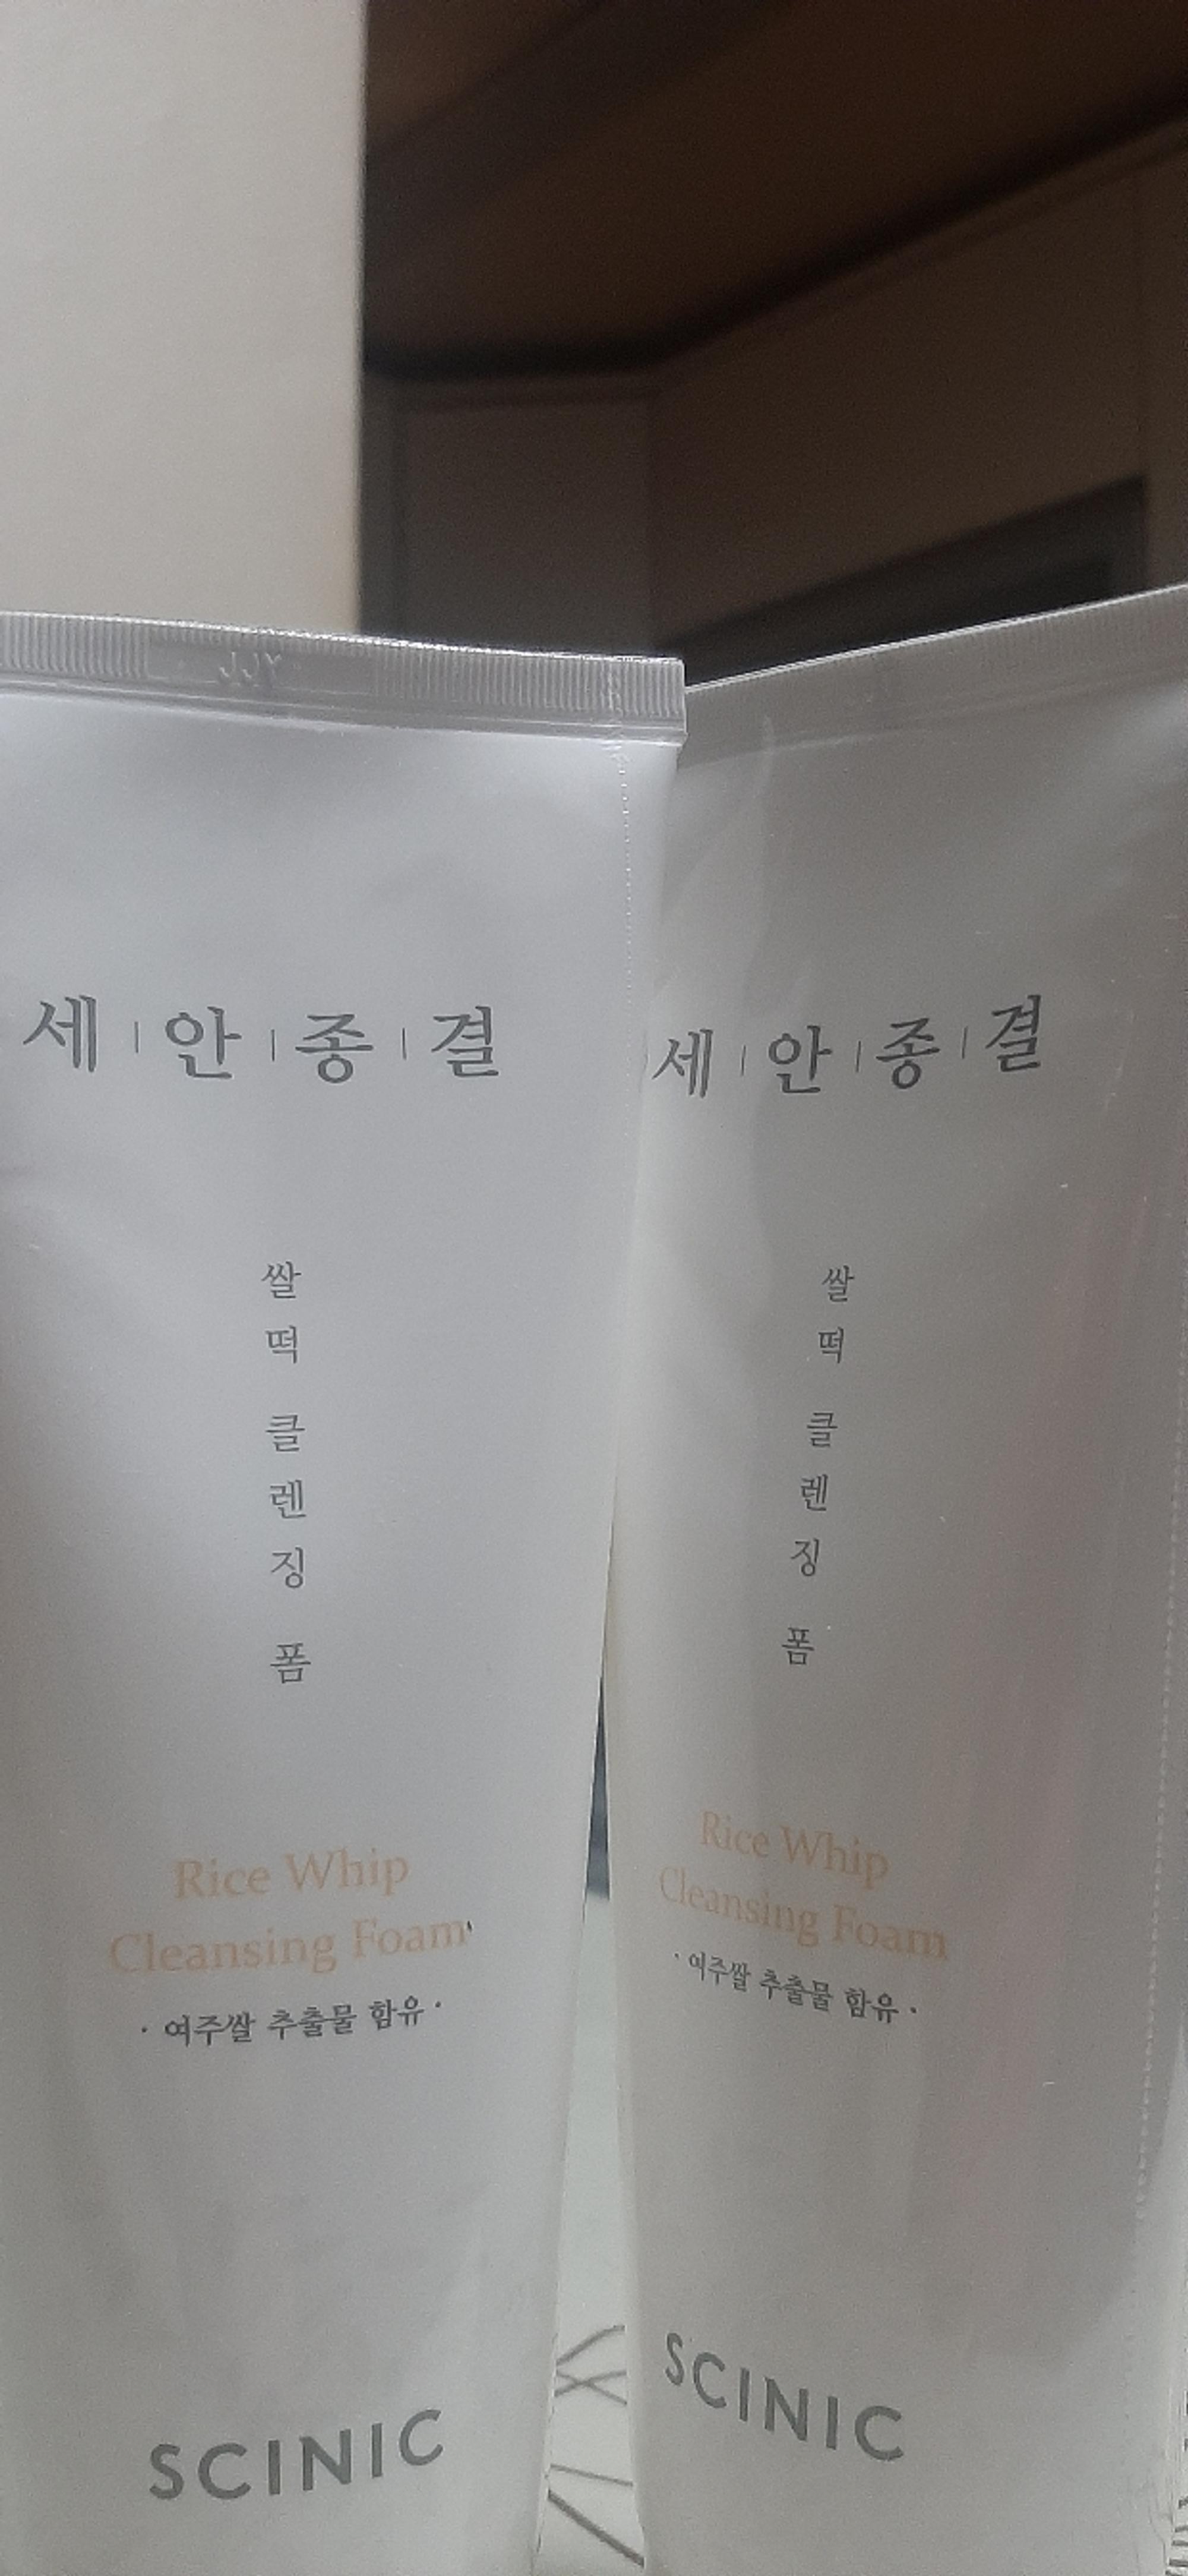 JJY
세 | 안 | 종 | 결
쌀
떡
클
렌
징
폼
Rice Whip
Cleansing Foam
· 여주쌀 추출물 함유 ·
SCINIC
세 | 안 | 종 | 결
쌀
떡
클
렌
징
폼
Rice Whip
Cleansing Foam
· 여주쌀 추출물 함유 ·
SCINIC